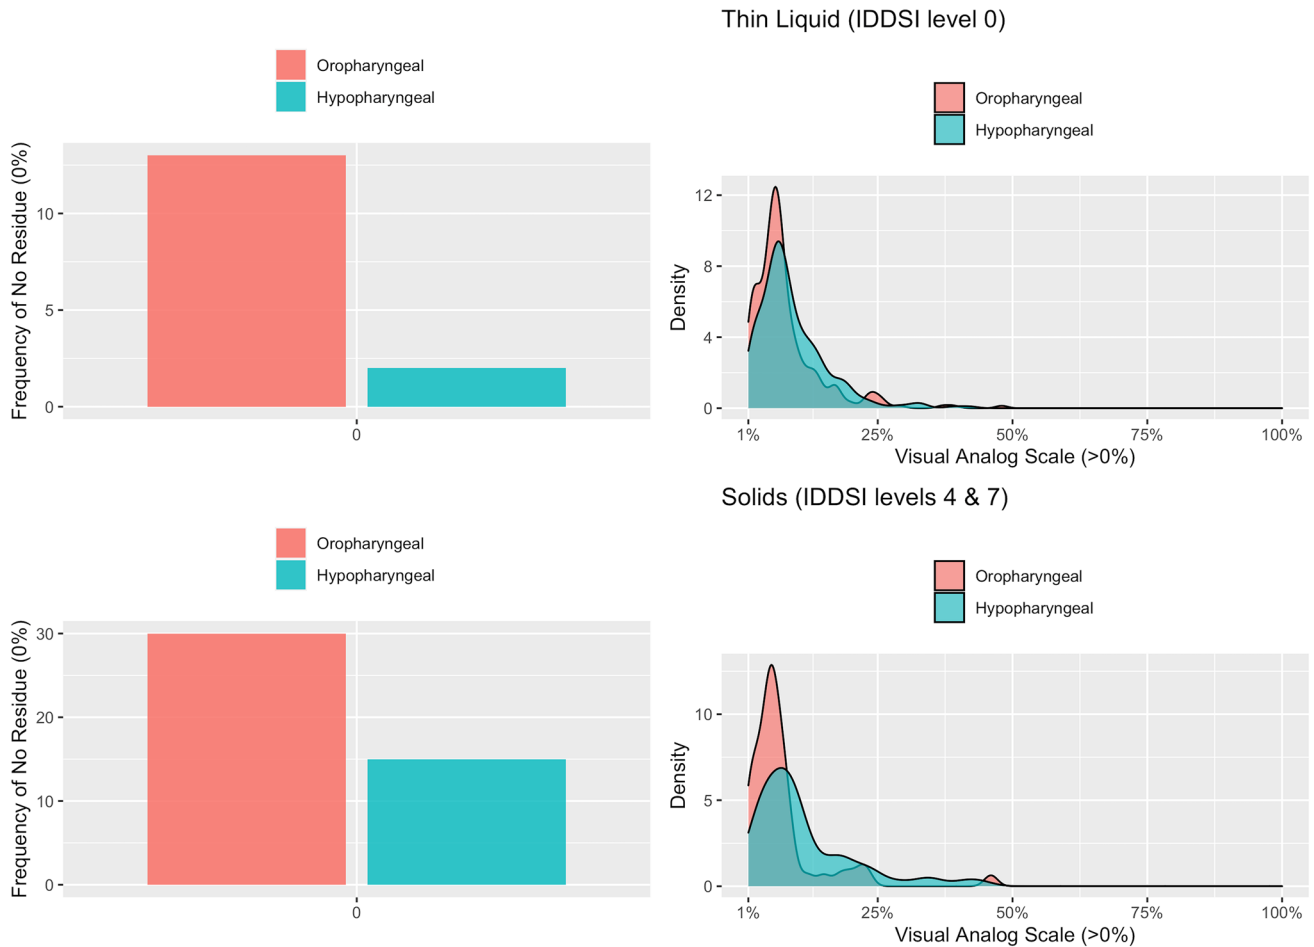 Thin Liquid (IDDSI level 0)
Oropharyngeal
Hypopharyngeal
Frequency of No Residue (0%)
10
5
0
0
Oropharyngeal
Hypopharyngeal
Density
12
8
4
0
1%
25%
50%
75%
100%
Visual Analog Scale (>0%)
Solids (IDDSI levels 4 & 7)
Oropharyngeal
Hypopharyngeal
Frequency of No Residue (0%)
30
20
10
0
0
Oropharyngeal
Hypopharyngeal
Density
10
5
0
1%
25%
50%
75%
100%
Visual Analog Scale (>0%)